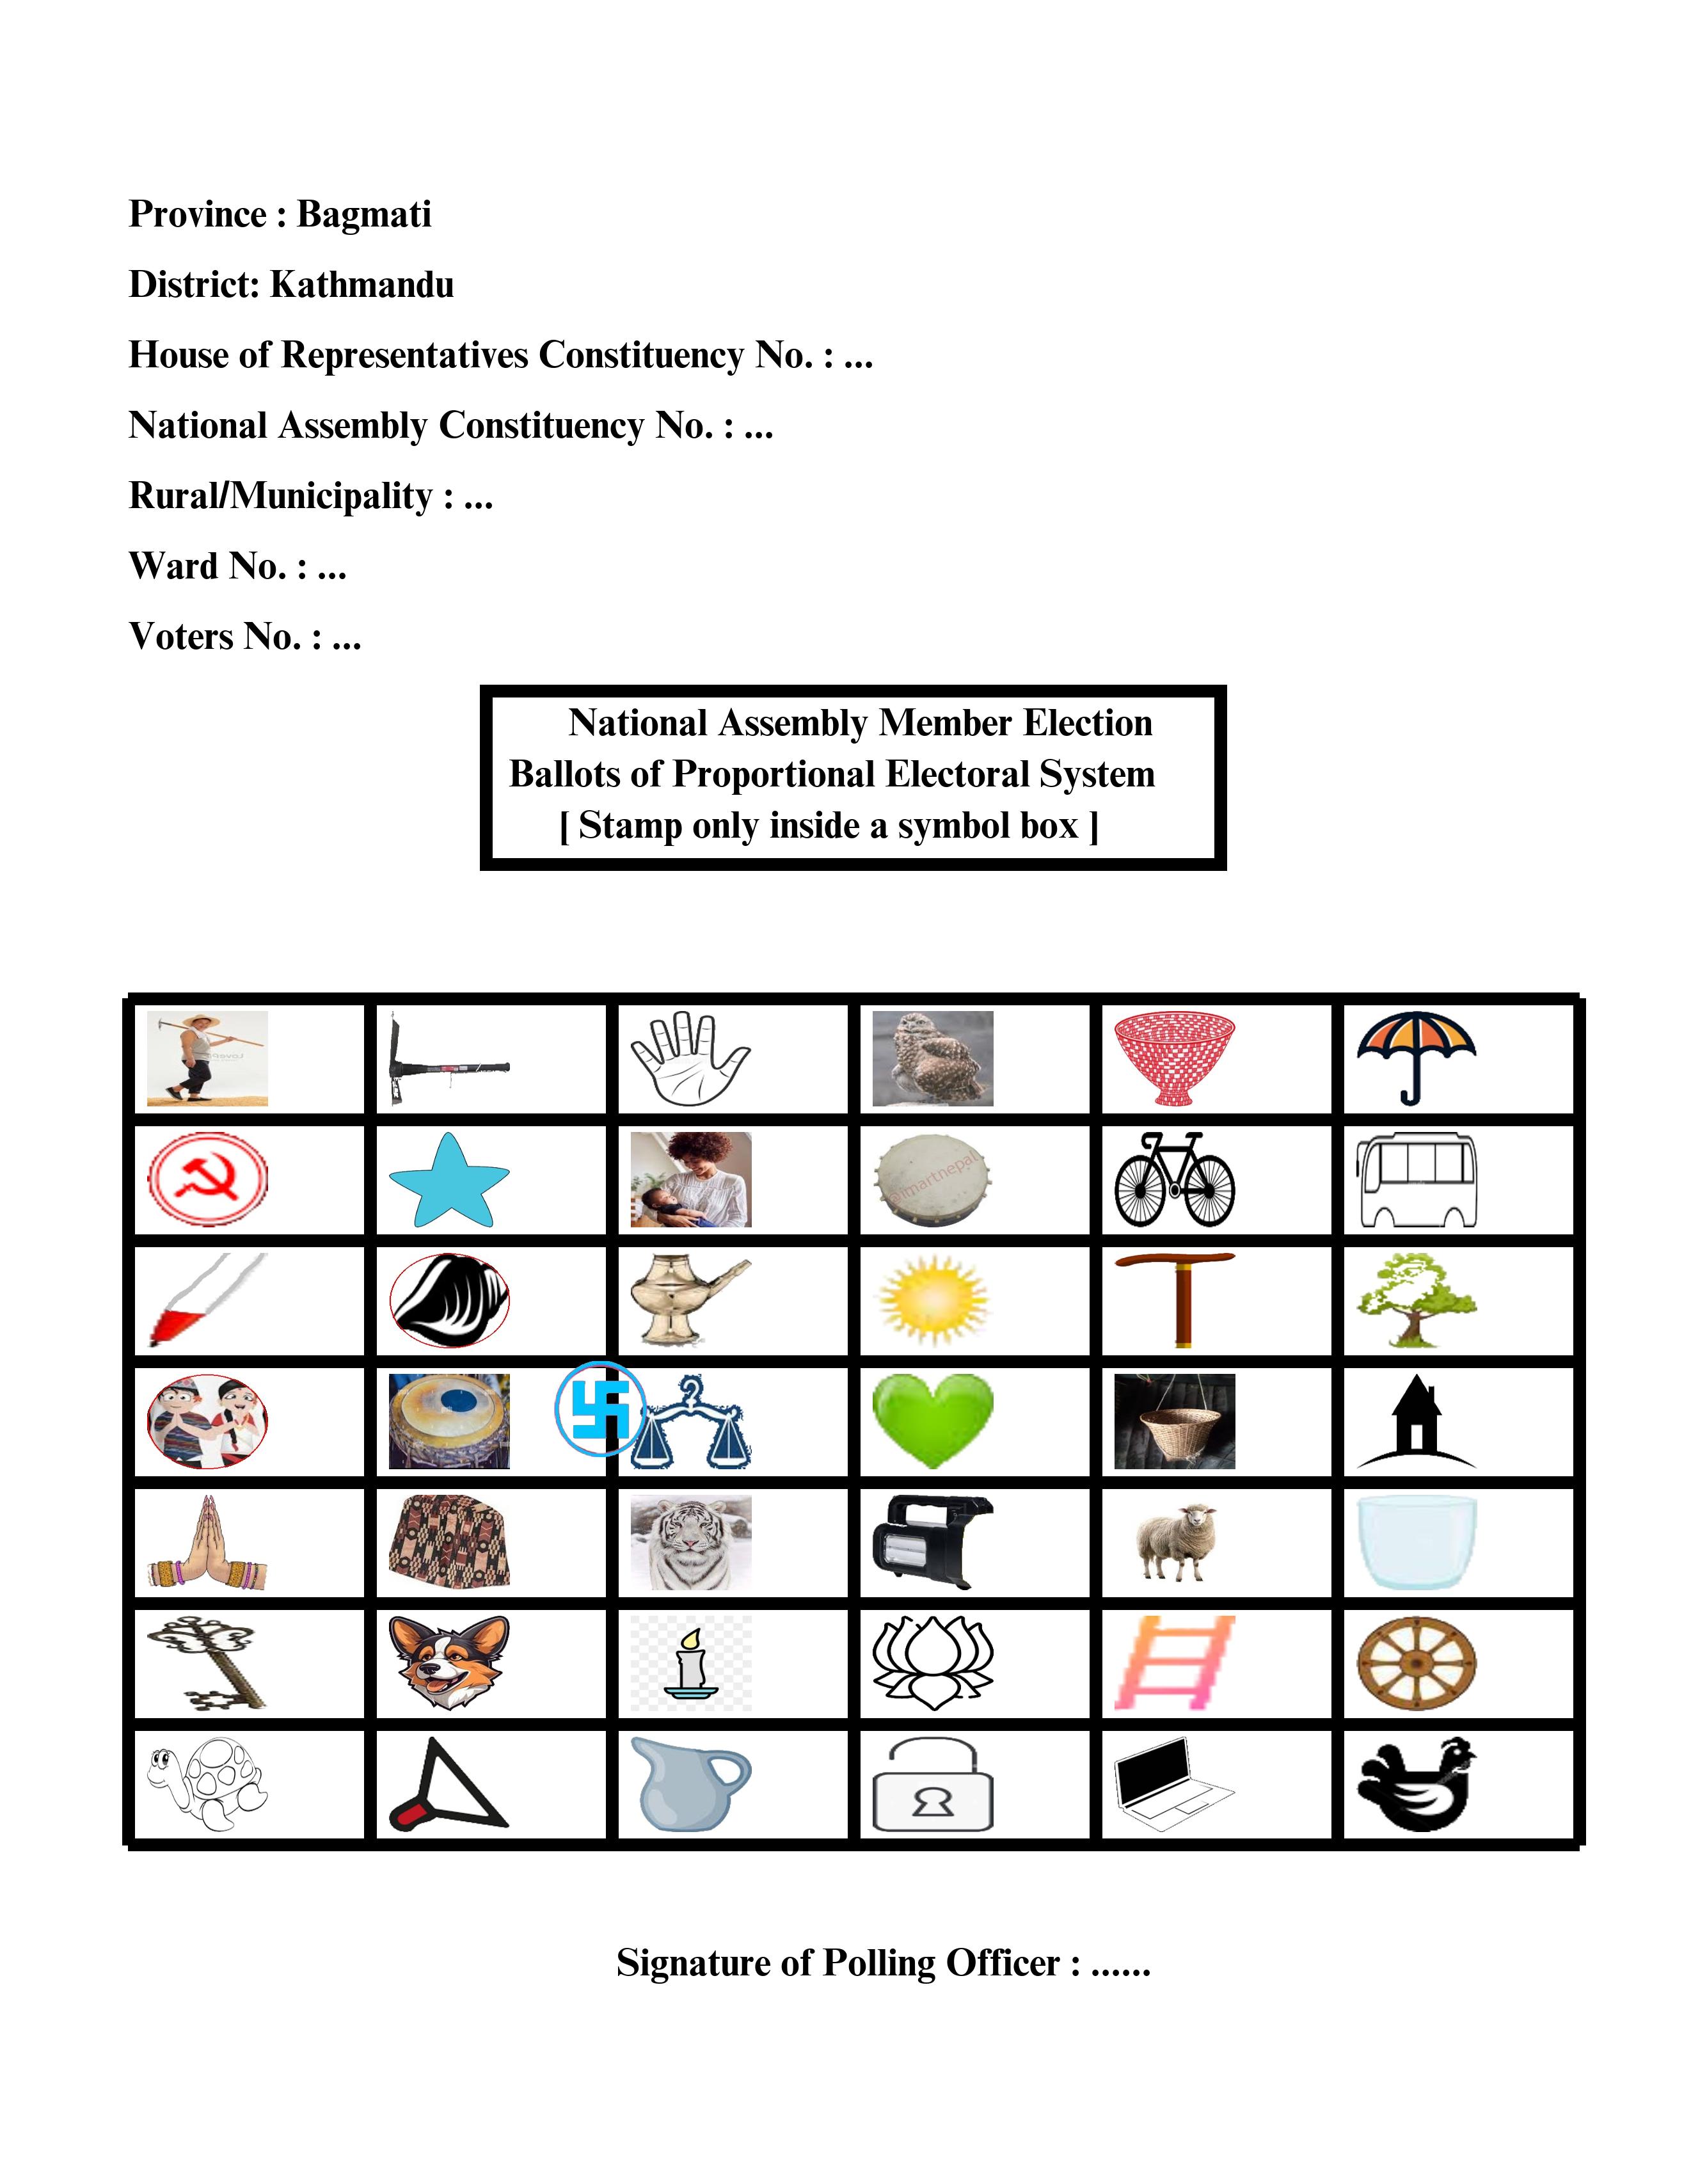 Province : Bagmati
District: Kathmandu
House of Representatives Constituency No. : ...
National Assembly Constituency No. : ...
Rural/Municipality : ...
Ward No. : ...
Voters No. : ...
National Assembly Member Election
Ballots of Proportional Electoral System
[ Stamp only inside a symbol box ]
@imartnepal
Signature of Polling Officer : ......